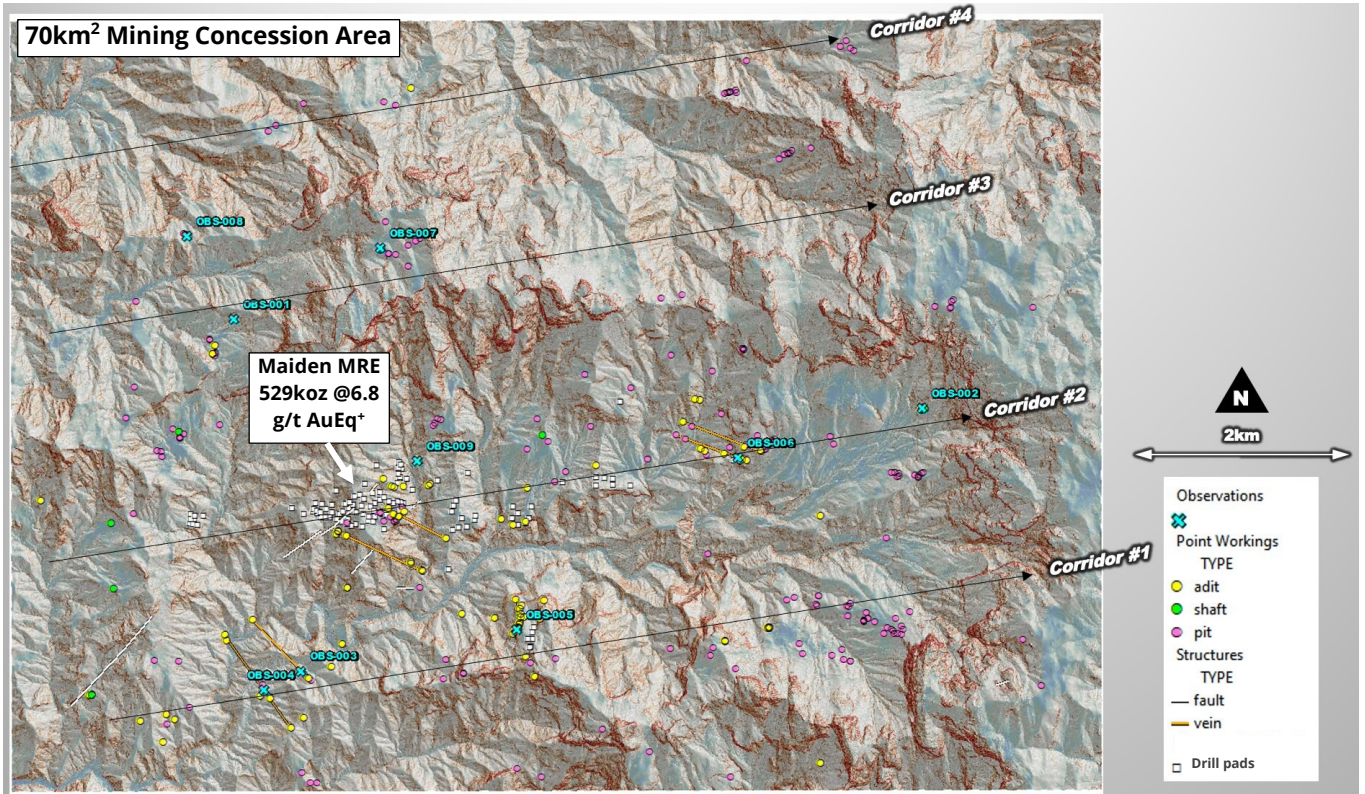 70km² Mining Concession Area
Corridor #4
Corridor #3
OBS-008
OBS-007
OBS-001
Maiden MRE
529koz @6.8
g/t AuEq⁺
OBS-002
Corridor #2
OBS-009
OBS-006
Corridor #1
OBS-005
OBS-003
OBS-004
N
2km
Observations
Point Workings
TYPE
adit
shaft
pit
Structures
TYPE
fault
vein
Drill pads